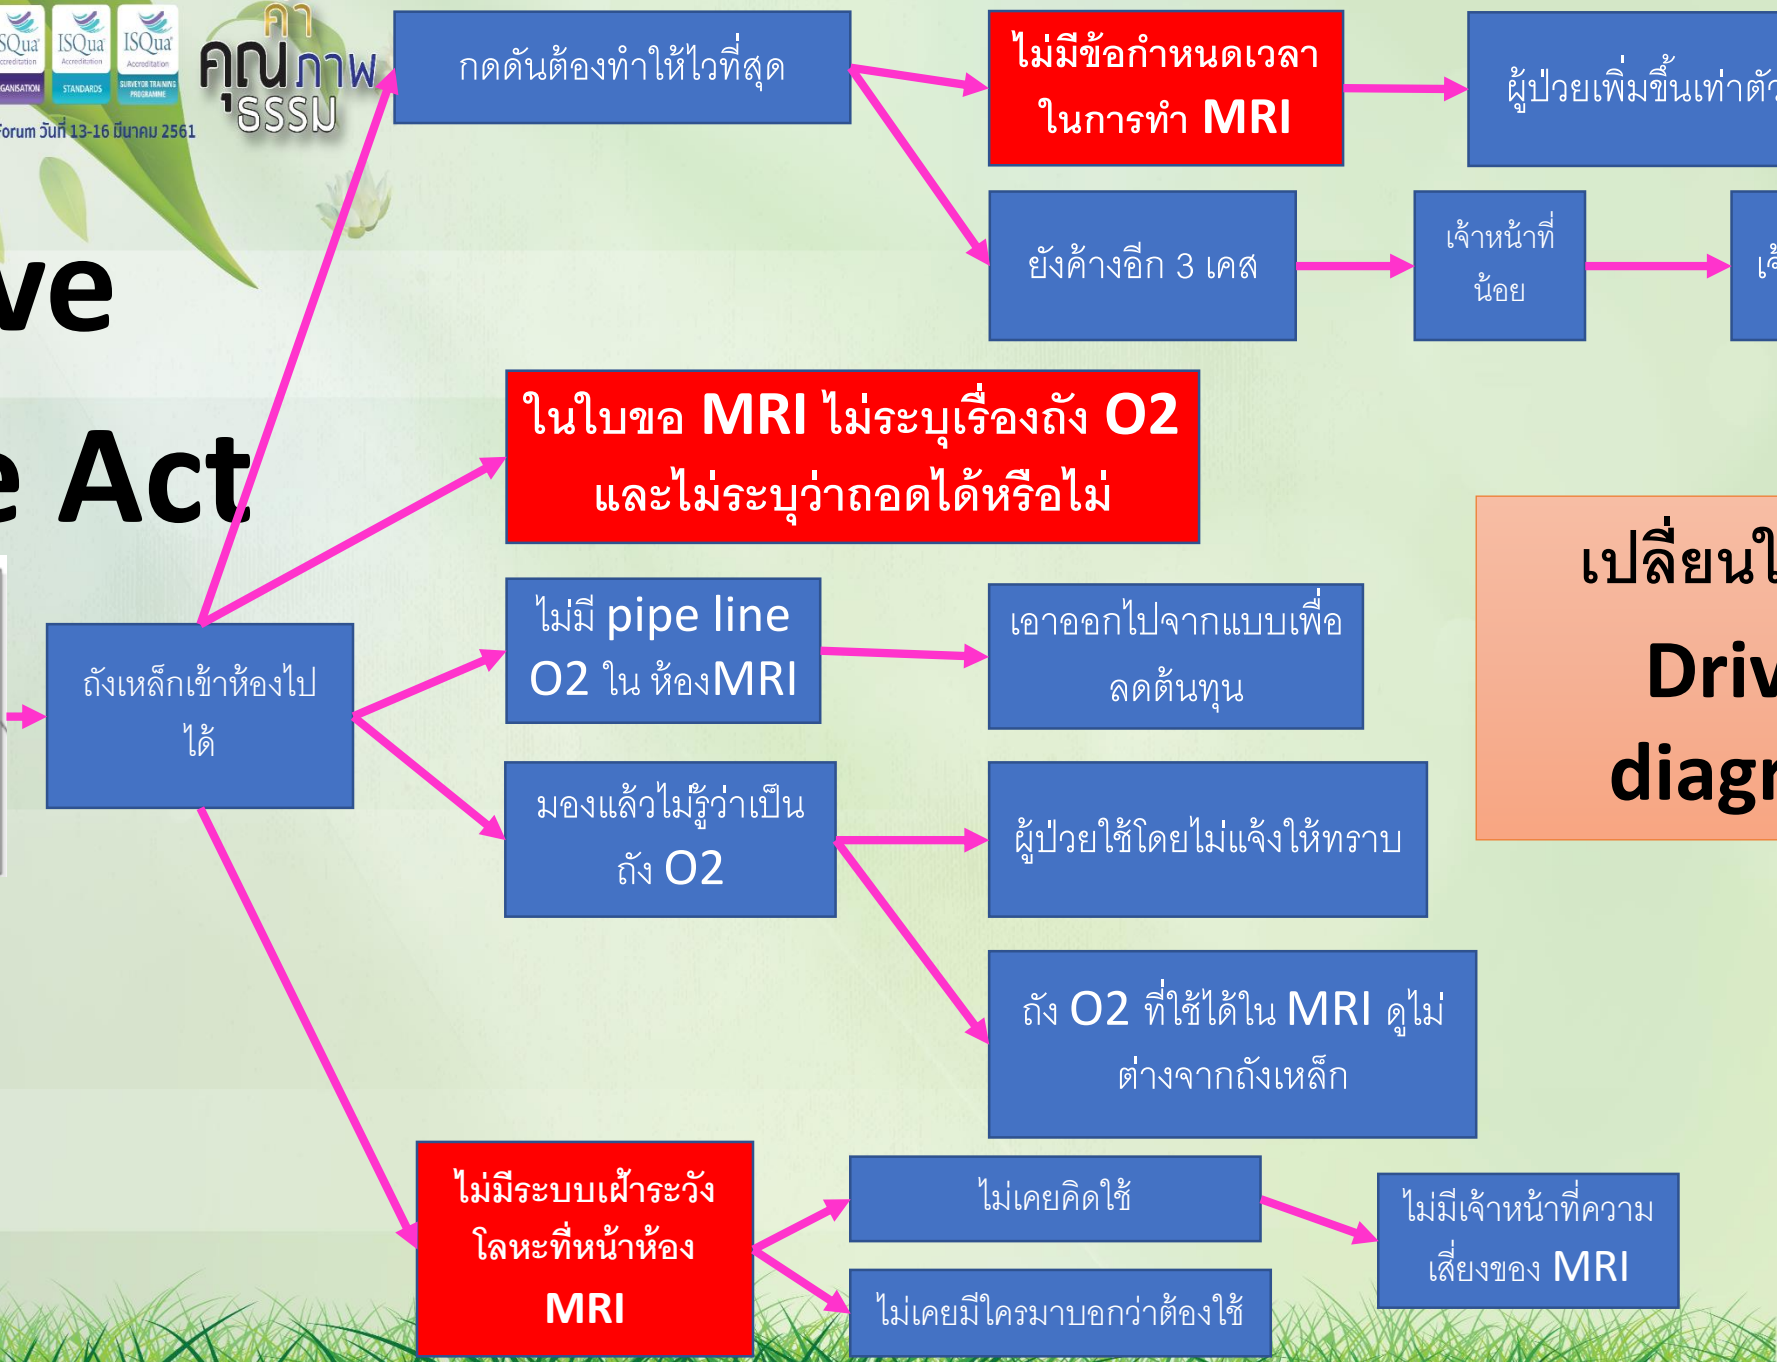 ISQua
ISQua
Accreditation
Accreditation
STANDARDS
SURVEYOR TRAINING
PROGRAMME
Forum วันที่ 13-16 มีนาคม 2561
คุณภาพ
ธรรม
กดดันต้องทำให้ไวที่สุด
ไม่มีข้อกำหนดเวลา
ในการทำ MRI
ผู้ป่วยเพิ่มขึ้นเท่าตัว
ยังค้างอีก 3 เคส
เจ้าหน้าที่
น้อย
ve
e Act
ในใบขอ MRI ไม่ระบุเรื่องถัง O2
และไม่ระบุว่าถอดได้หรือไม่
ถังเหล็กเข้าห้องไป
ได้
ไม่มี pipe line
O2 ใน ห้องMRI
เอาออกไปจากแบบเพื่อ
ลดต้นทุน
มองแล้วไม่รู้ว่าเป็น
ถัง O2
ผู้ป่วยใช้โดยไม่แจ้งให้ทราบ
ถัง O2 ที่ใช้ได้ใน MRI ดูไม่
ต่างจากถังเหล็ก
เปลี่ยนใ
Driv
diagr
ไม่มีระบบเฝ้าระวัง
โลหะที่หน้าห้อง
MRI
ไม่เคยคิดใช้
ไม่เคยมีใครมาบอกว่าต้องใช้
ไม่มีเจ้าหน้าที่ความ
เสี่ยงของ MRI